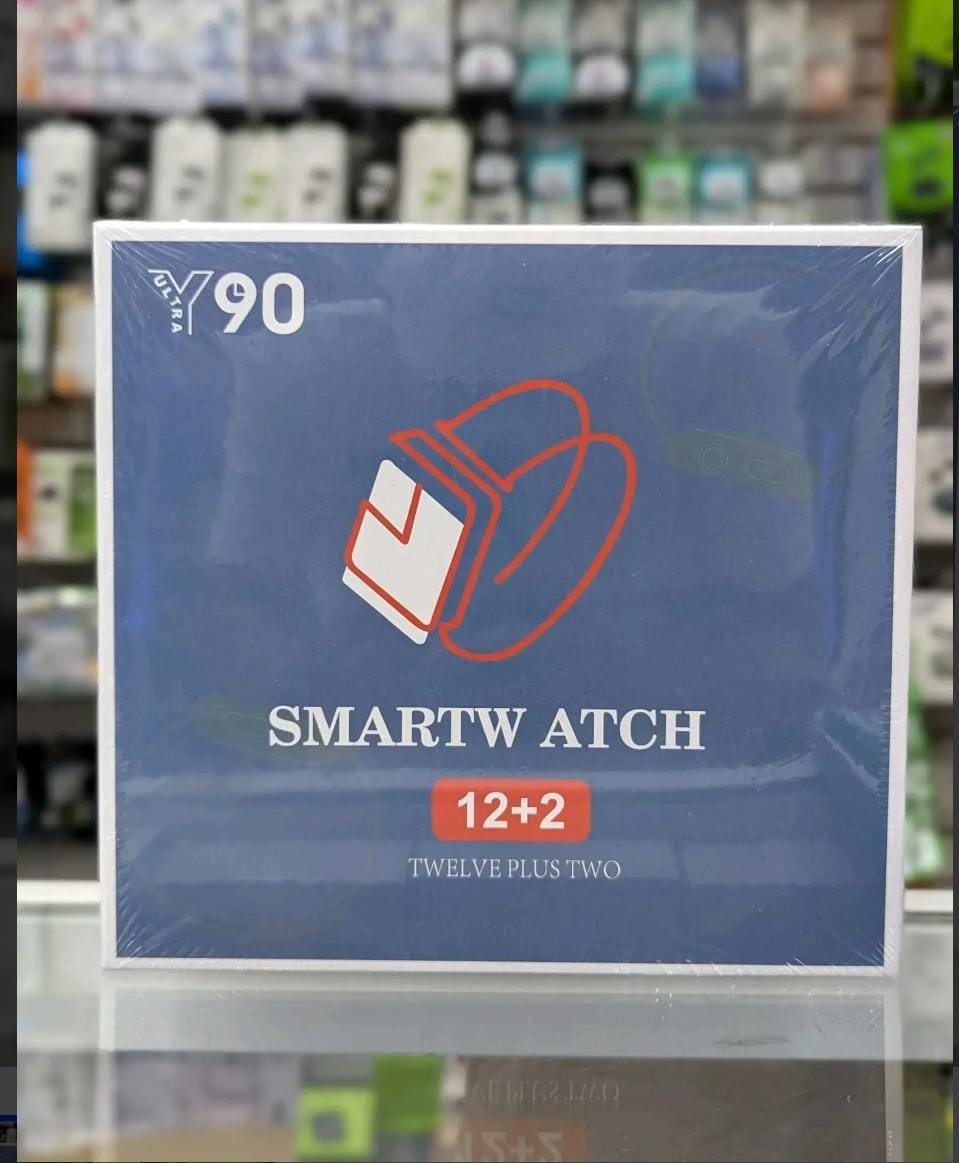 ULTRA Y90
SMARTW ATCH
12+2
TWELVE PLUS TWO